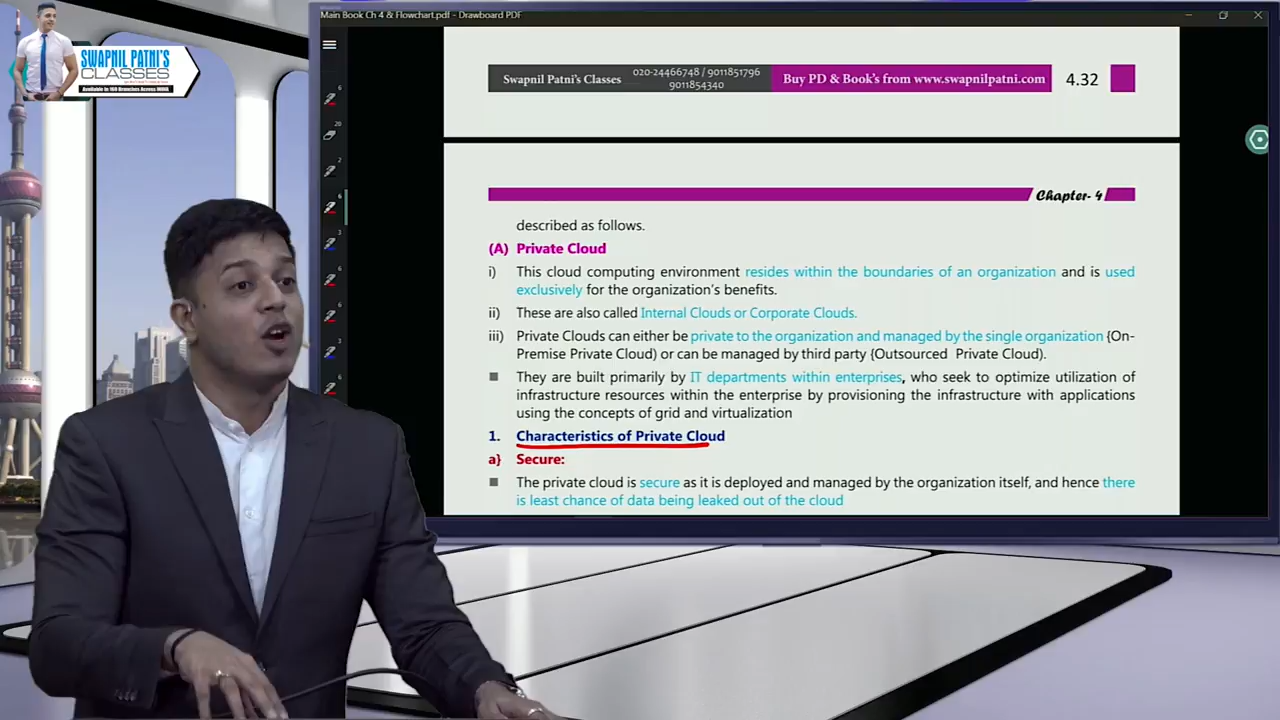 Main Book Ch 4 & Flowchart.pdf - Drawboard PDF
SWAPNIL PATNI'S
CLASSES
Available In 160 Branches Across INDIA
Swapnil Patni's Classes
020-24466748 / 9011851796
9011854340
Buy PD & Book's from www.swapnilpatni.com
4.32
Chapter- 4
described as follows.
(A) Private Cloud
i) This cloud computing environment resides within the boundaries of an organization and is used
exclusively for the organization's benefits.
ii) These are also called Internal Clouds or Corporate Clouds.
iii) Private Clouds can either be private to the organization and managed by the single organization {On-
Premise Private Cloud) or can be managed by third party {Outsourced Private Cloud).
They are built primarily by IT departments within enterprises, who seek to optimize utilization of
infrastructure resources within the enterprise by provisioning the infrastructure with applications
using the concepts of grid and virtualization
1. Characteristics of Private Cloud
a} Secure:
The private cloud is secure as it is deployed and managed by the organization itself, and hence there
is least chance of data being leaked out of the cloud